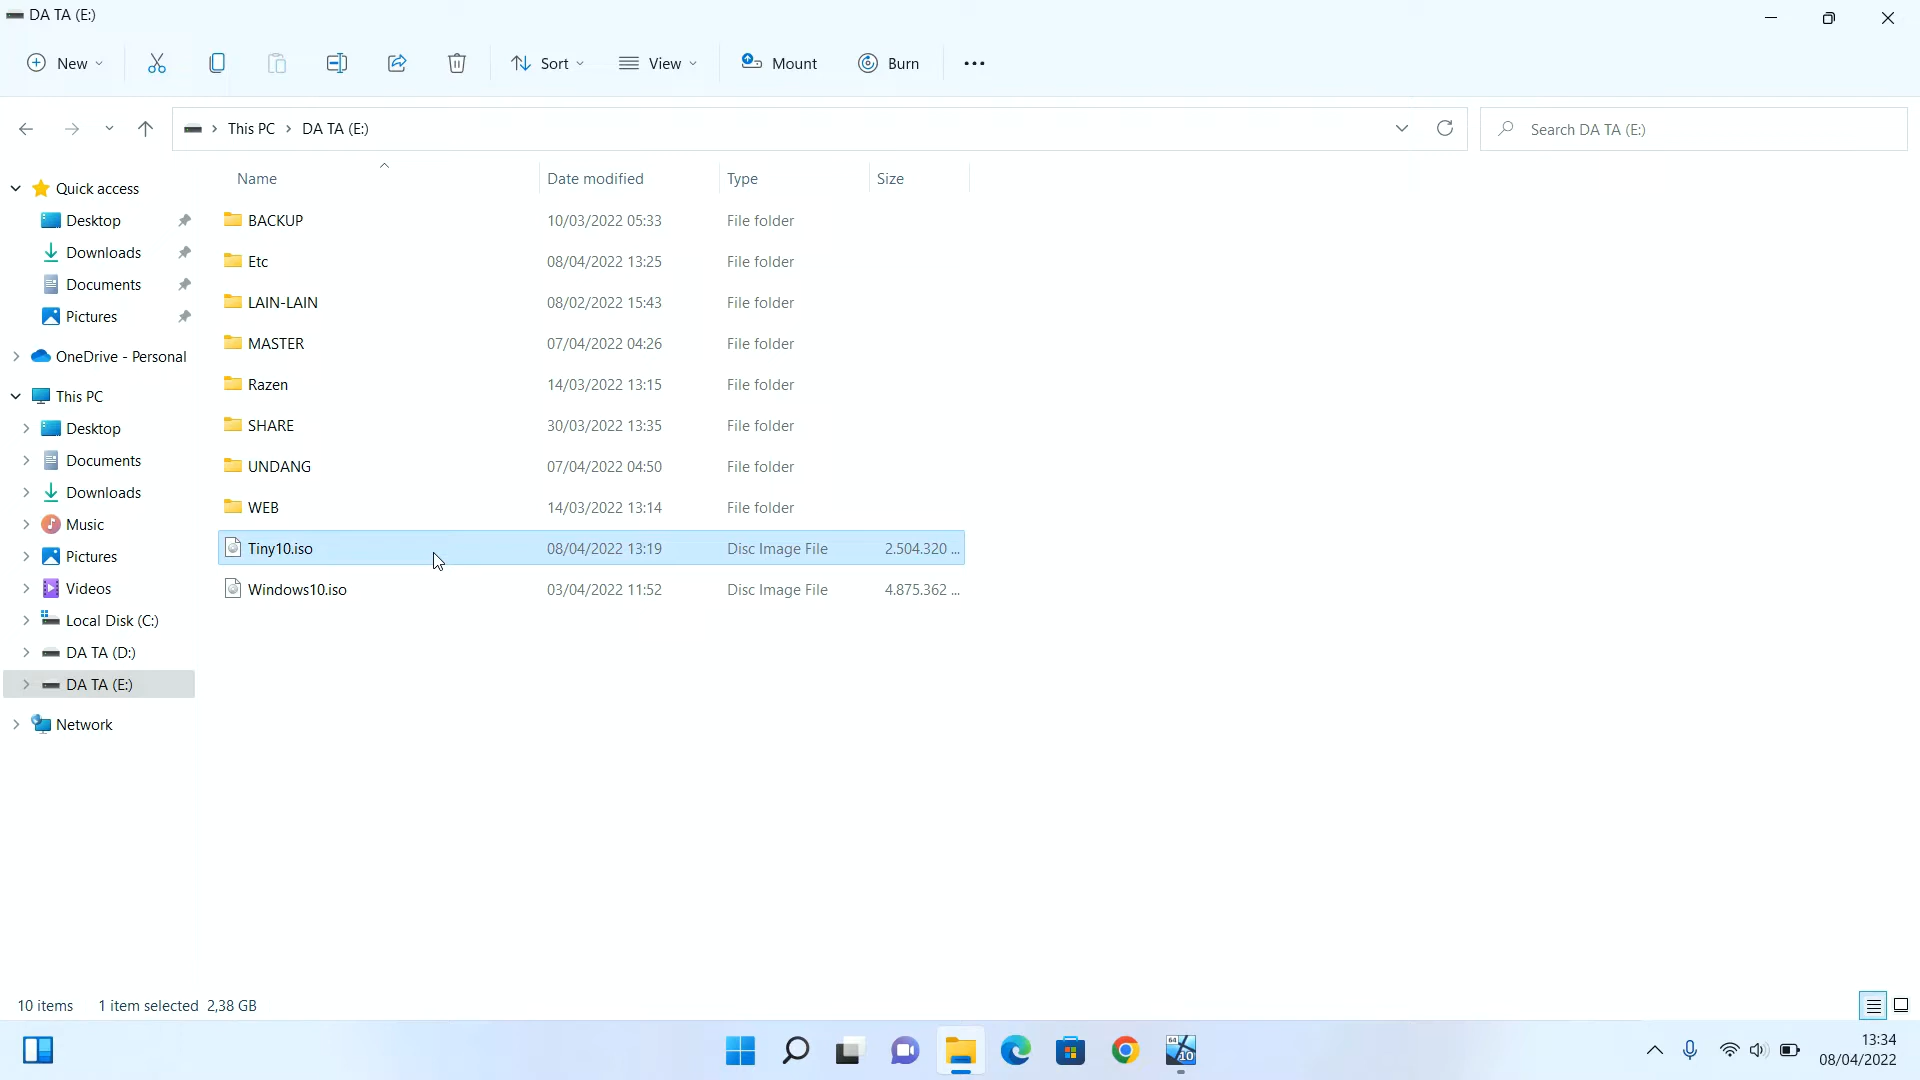 DA TA (E:)
New Sort View Mount Burn
This PC DA TA (E:) Search DA TA (E:)
Name Date modified Type Size
Quick access
Desktop
Downloads
Documents
Pictures
OneDrive - Personal
This PC
Desktop
Documents
Downloads
Music
Pictures
Videos
Local Disk (C:)
DA TA (D:)
DA TA (E:)
Network
BACKUP 10/03/2022 05:33 File folder
Etc 08/04/2022 13:25 File folder
LAIN-LAIN 08/02/2022 15:43 File folder
MASTER 07/04/2022 04:26 File folder
Razen 14/03/2022 13:15 File folder
SHARE 30/03/2022 13:35 File folder
UNDANG 07/04/2022 04:50 File folder
WEB 14/03/2022 13:14 File folder
Tiny10.iso 08/04/2022 13:19 Disc Image File 2.504.320 ...
Windows10.iso 03/04/2022 11:52 Disc Image File 4.875.362 ...
10 items 1 item selected 2,38 GB
64 10
13:34
08/04/2022